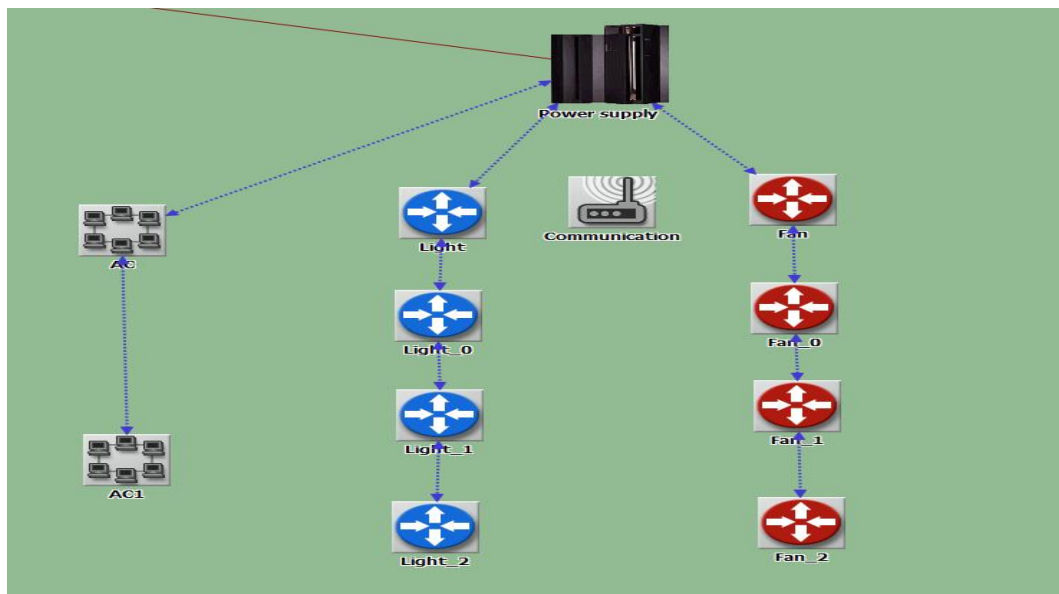 Power supply
Light
Communication
Fan
AC
Light_0
Fan_0
Light_1
Fan_1
AC1
Light_2
Fan_2